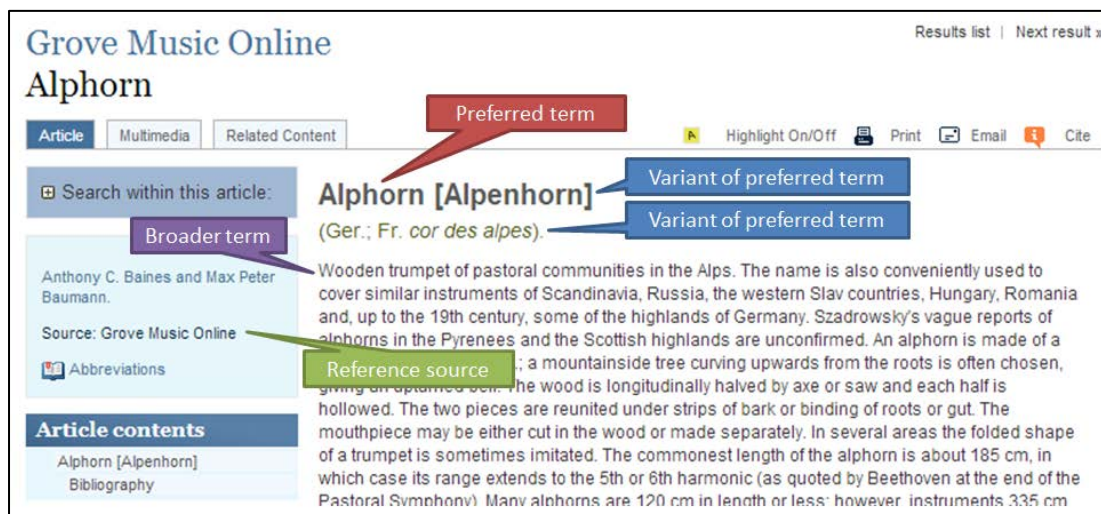 Grove Music Online
Results list | Next result »
Alphorn
Preferred term
Article Multimedia Related Content
A Highlight On/Off Print Email Cite
Search within this article:
Alphorn [Alpenhorn]
Variant of preferred term
(Ger.; Fr. cor des alpes).
Variant of preferred term
Broader term
Anthony C. Baines and Max Peter
Baumann.
Source: Grove Music Online
Abbreviations
Reference source
Article contents
Alphorn [Alpenhorn]
Bibliography
Wooden trumpet of pastoral communities in the Alps. The name is also conveniently used to
cover similar instruments of Scandinavia, Russia, the western Slav countries, Hungary, Romania
and, up to the 19th century, some of the highlands of Germany. Szadrowsky's vague reports of
alphorns in the Pyrenees and the Scottish highlands are unconfirmed. An alphorn is made of a
; a mountainside tree curving upwards from the roots is often chosen,
giving an upturned bell. The wood is longitudinally halved by axe or saw and each half is
hollowed. The two pieces are reunited under strips of bark or binding of roots or gut. The
mouthpiece may be either cut in the wood or made separately. In several areas the folded shape
of a trumpet is sometimes imitated. The commonest length of the alphorn is about 185 cm, in
which case its range extends to the 5th or 6th harmonic (as quoted by Beethoven at the end of the
Pastoral Symphony). Many alphorns are 120 cm in length or less; however, instruments 335 cm